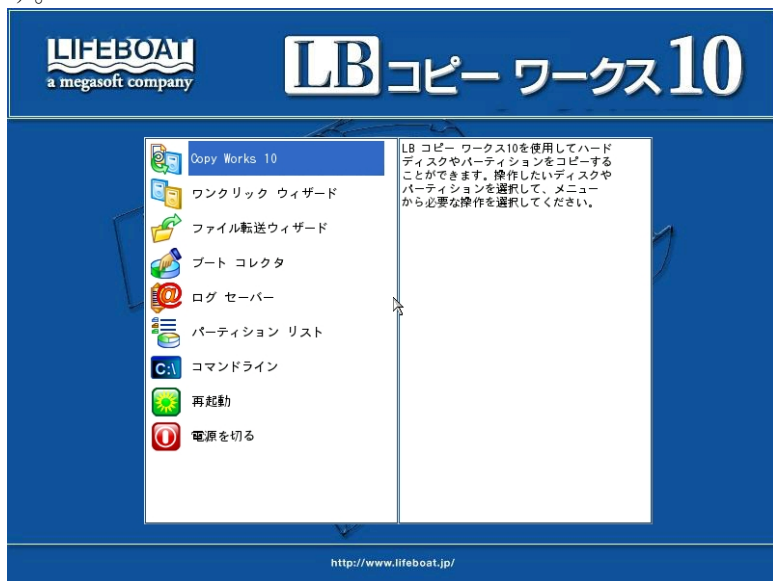 す。
LIFEBOAT
a megasoft company
LB コピー ワークス 10
Copy Works 10
ワンクリック ウィザード
ファイル転送ウィザード
ブート コレクタ
ログ セーバー
パーティション リスト
C:\
コマンドライン
再起動
電源を切る
LB コピー ワークス10を使用してハード
ディスクやパーティションをコピーする
ことができます。操作したいディスクや
パーティションを選択して、メニュー
から必要な操作を選択してください。
http://www.lifeboat.jp/